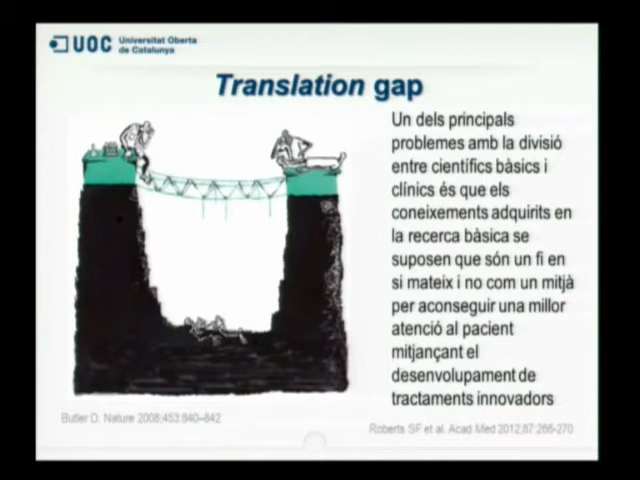 UOC
Universitat Oberta
de Catalunya
Translation gap
Un dels principals
problemes amb la divisió
entre científics bàsics i
clínics és que els
coneixements adquirits en
la recerca bàsica se
suposen que són un fi en
si mateix i no com un mitjà
per aconseguir una millor
atenció al pacient
mitjançant el
desenvolupament de
tractaments innovadors
Butler D. Nature 2008;453:840–842
Roberts SF et al. Acad Med 2012;87:266-270